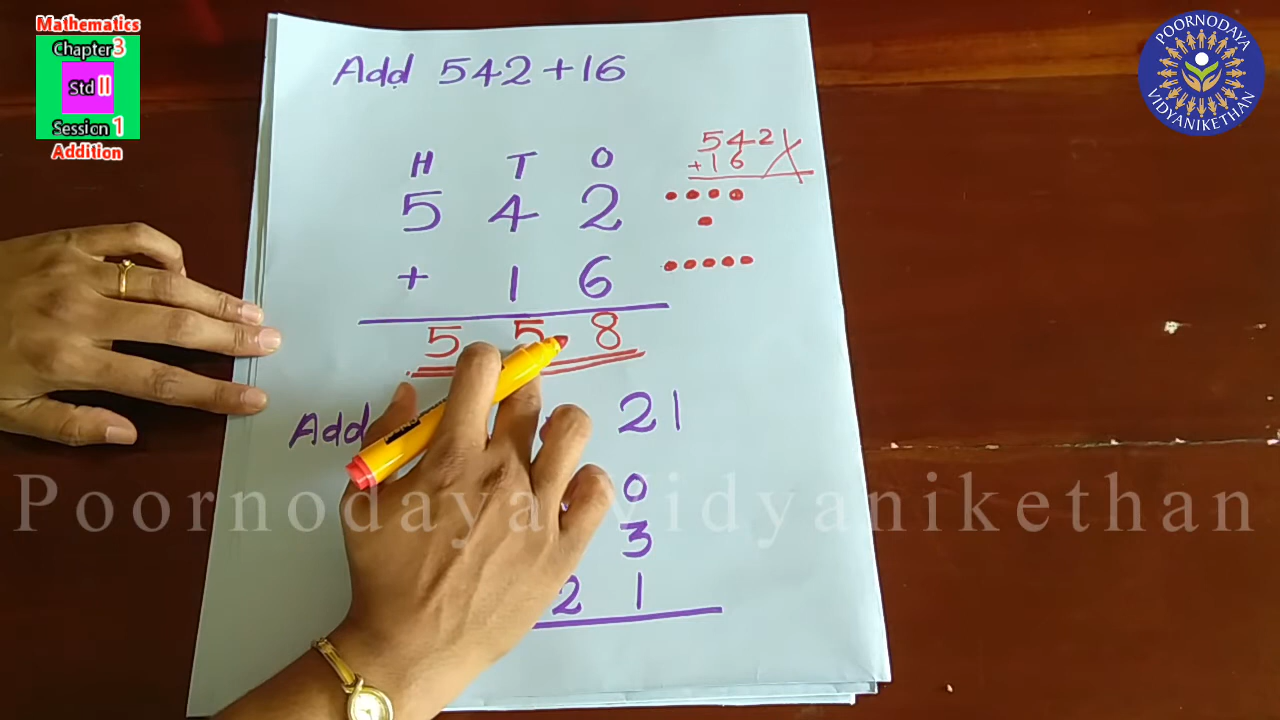 Mathematics
Chapter 3
Std II
Session 1
Addition
POORNODAYA
VIDYANIKETHAN
Add 542 + 16
H T O
5 4 2
+ 1 6
5 5 8
542
+16
Add 21
O
3
2 1
Poornodaya Vidyanikethan